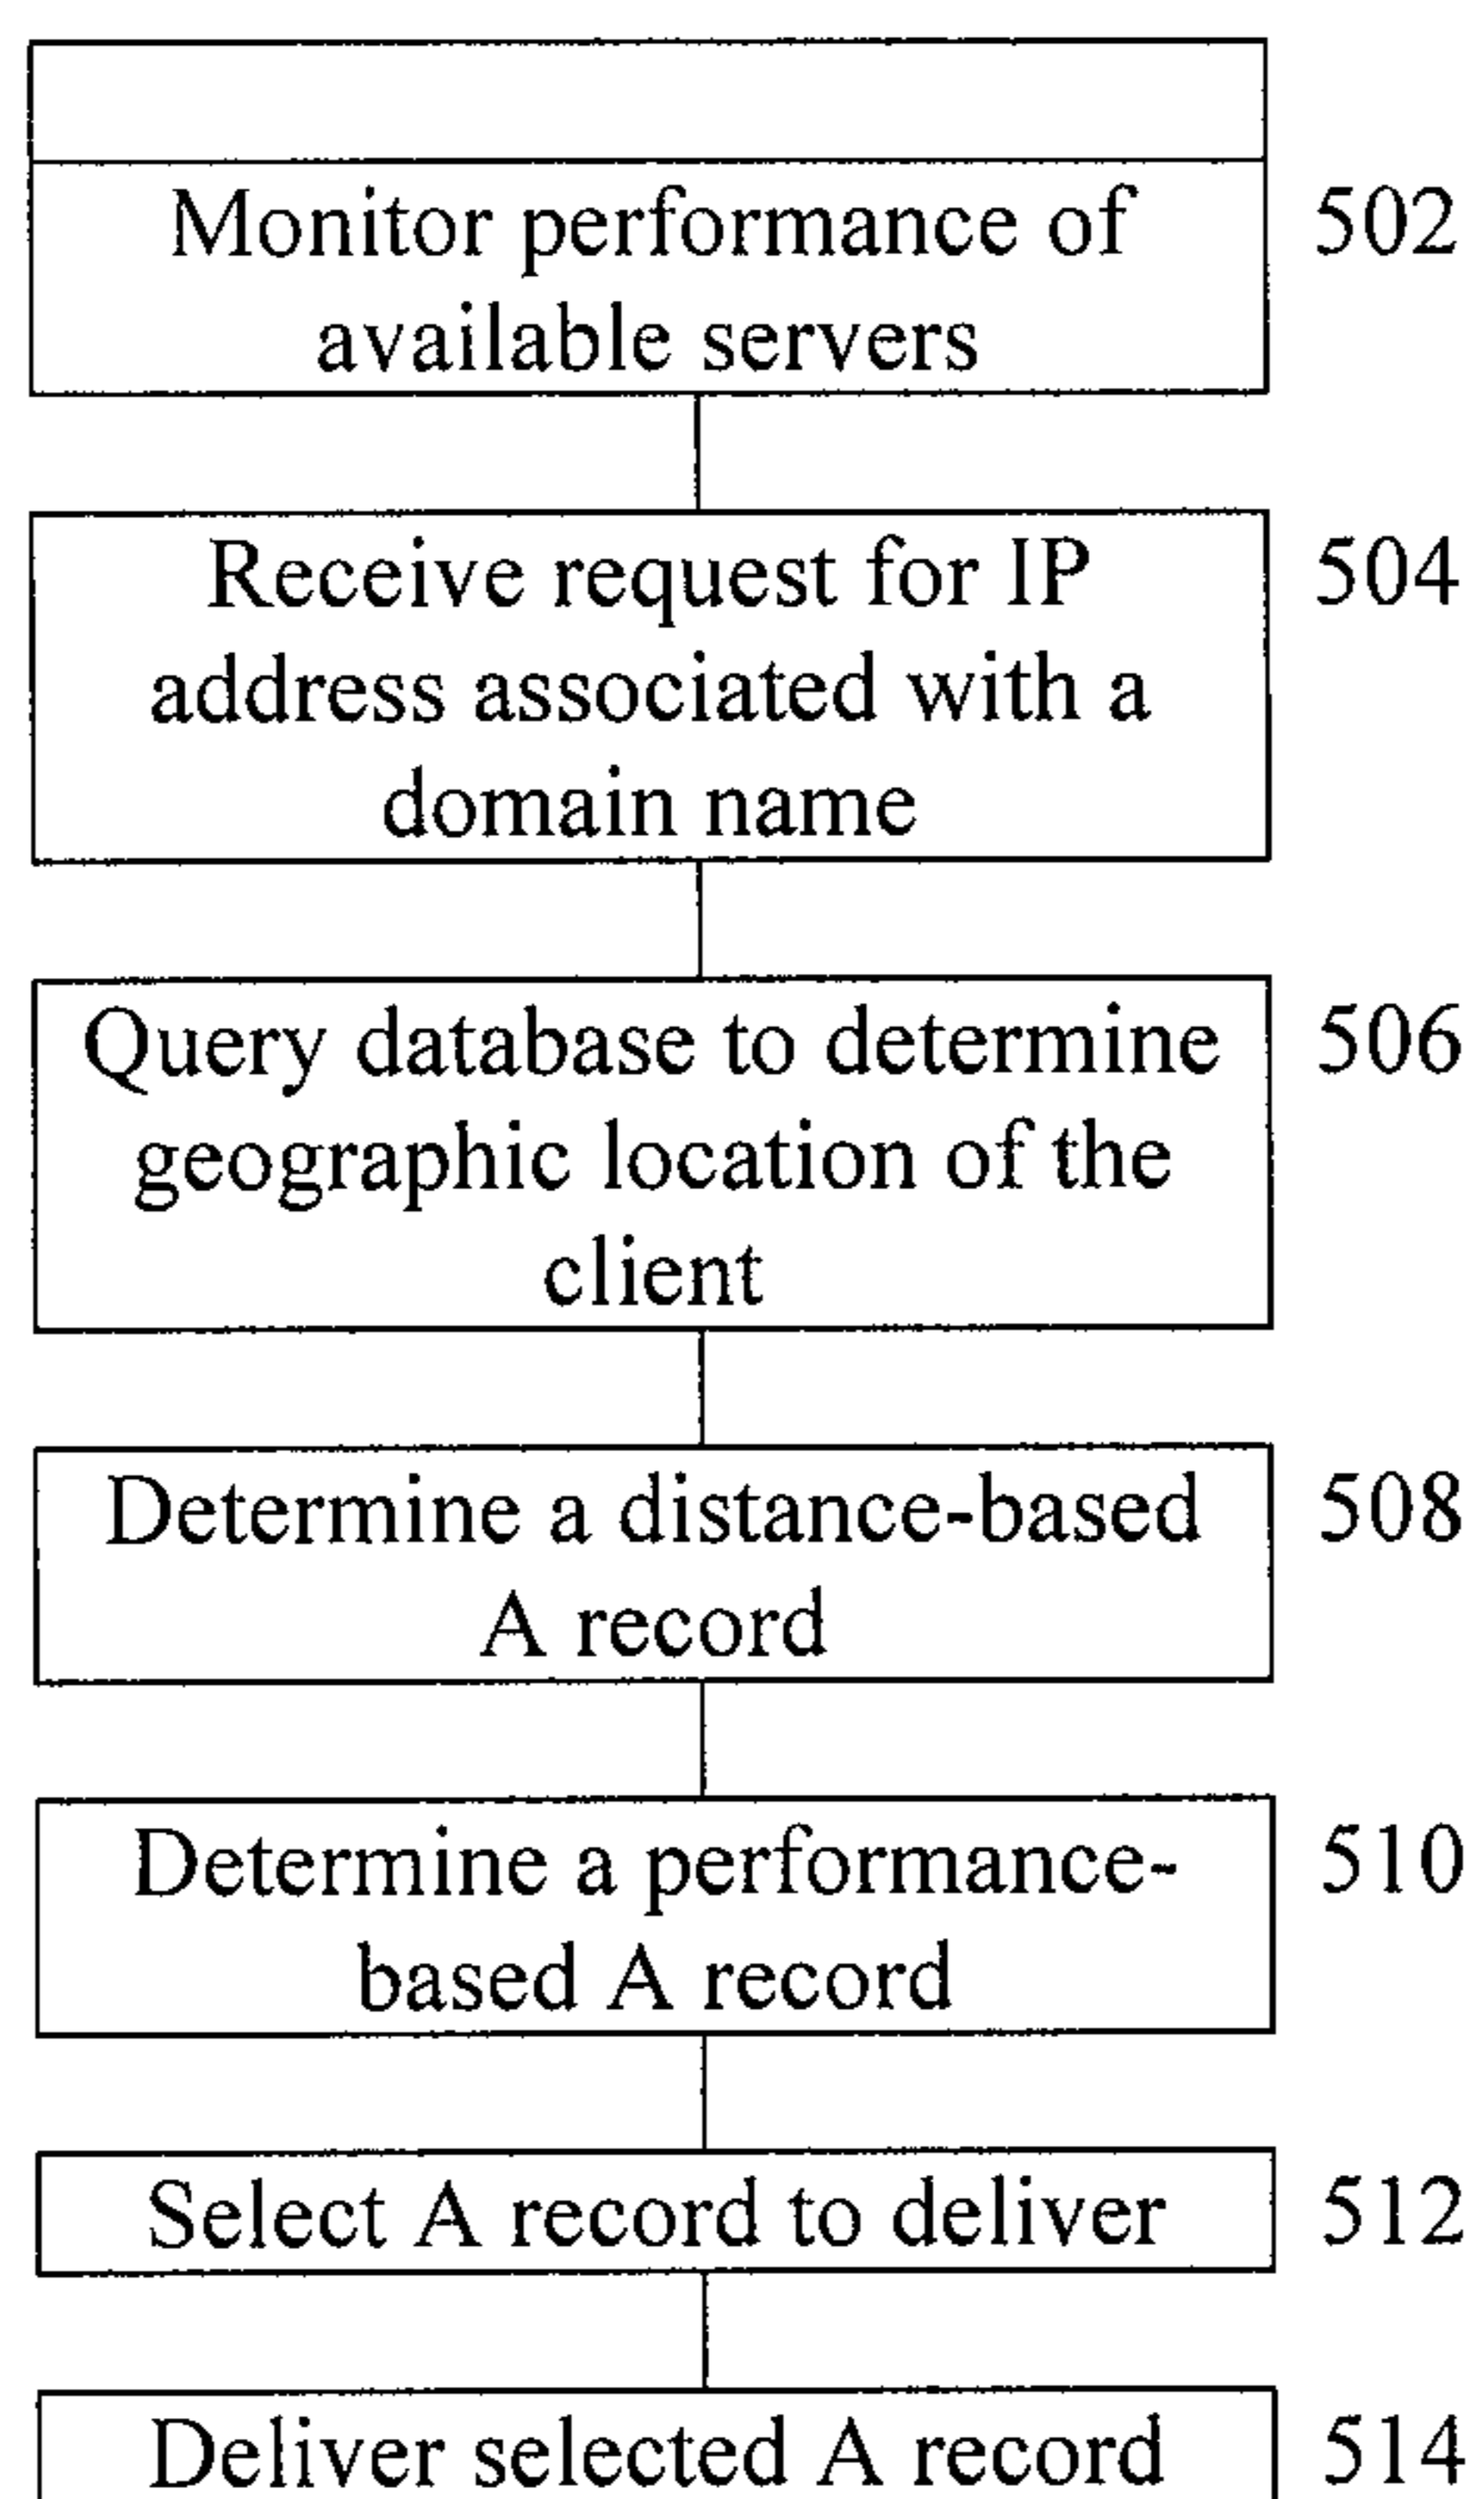 Monitor performance of 502
available servers
Receive request for IP 504
address associated with a
domain name
Query database to determine 506
geographic location of the
client
Determine a distance-based 508
A record
Determine a performance- 510
based A record
Select A record to deliver 512
Deliver selected A record 514